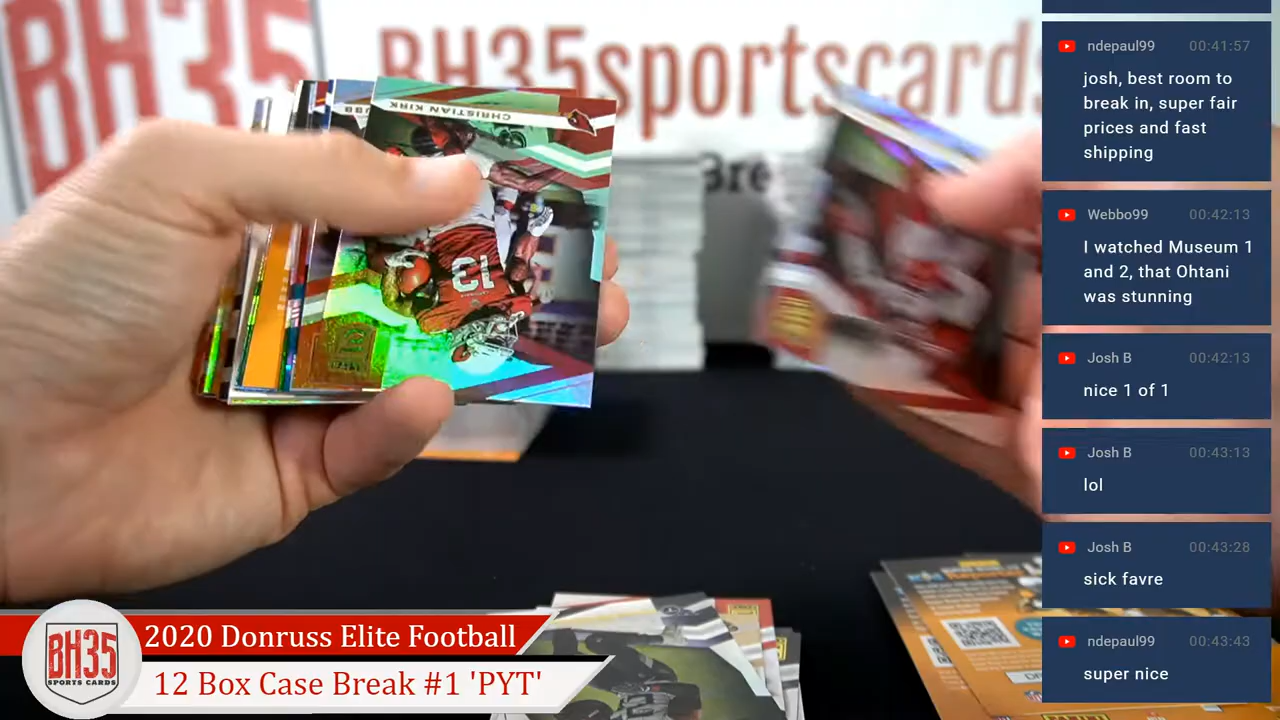 BH35
BH35sportscards
Bre
CHRISTIAN KIRK
13
ndepaul99 00:41:57
josh, best room to
break in, super fair
prices and fast
shipping
Webbo99 00:42:13
I watched Museum 1
and 2, that Ohtani
was stunning
Josh B 00:42:13
nice 1 of 1
Josh B 00:43:13
lol
Josh B 00:43:28
sick favre
ndepaul99 00:43:43
super nice
BH35
SPORTS CARDS
2020 Donruss Elite Football
12 Box Case Break #1 'PYT'